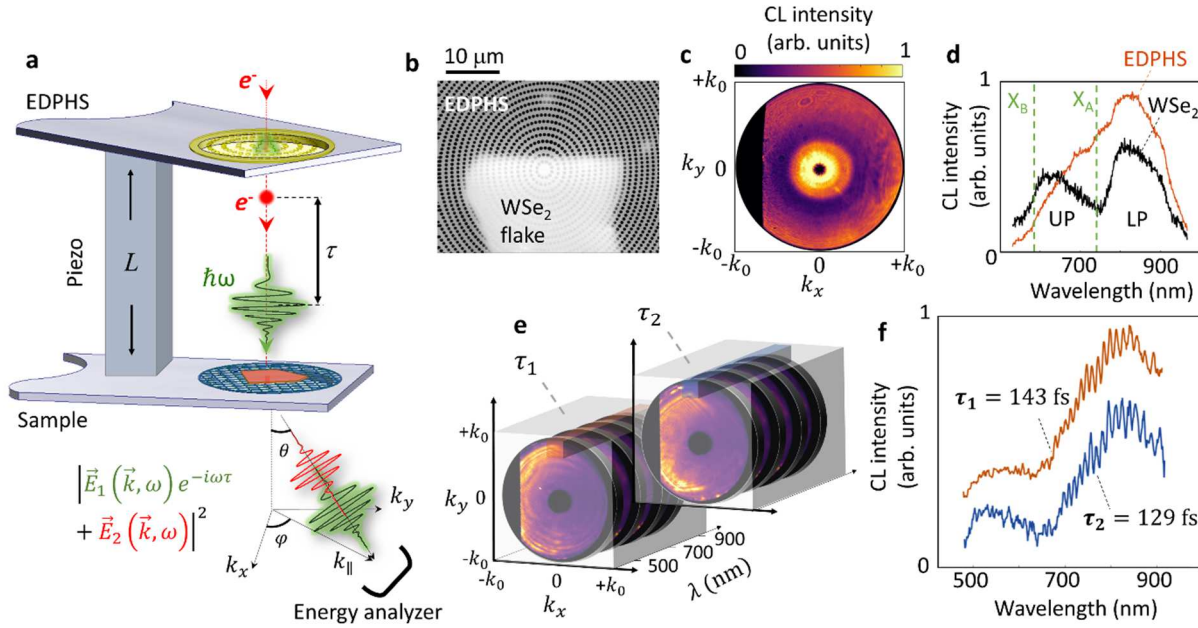 a
e⁻
EDPHS
e⁻
Piezo
L
τ
ħω
Sample
θ
|E⃗₁(k⃗, ω) e^{-iωτ}
+ E⃗₂(k⃗, ω)|²
k_y
φ
k_x
k_∥
Energy analyzer
b
10 μm
EDPHS
WSe₂
flake
c
CL intensity
(arb. units)
0
1
+k₀
k_y
0
-k₀
-k₀
0
+k₀
k_x
d
EDPHS
X_B
X_A
WSe₂
1
CL intensity
(arb. units)
UP
LP
0
700
900
Wavelength (nm)
e
τ₁
τ₂
+k₀
k_y
0
-k₀
-k₀
0
+k₀
k_x
+k₀
k_y
0
-k₀
500
700
900
λ (nm)
f
1
CL intensity
(arb. units)
τ₁ = 143 fs
τ₂ = 129 fs
0
500
700
900
Wavelength (nm)